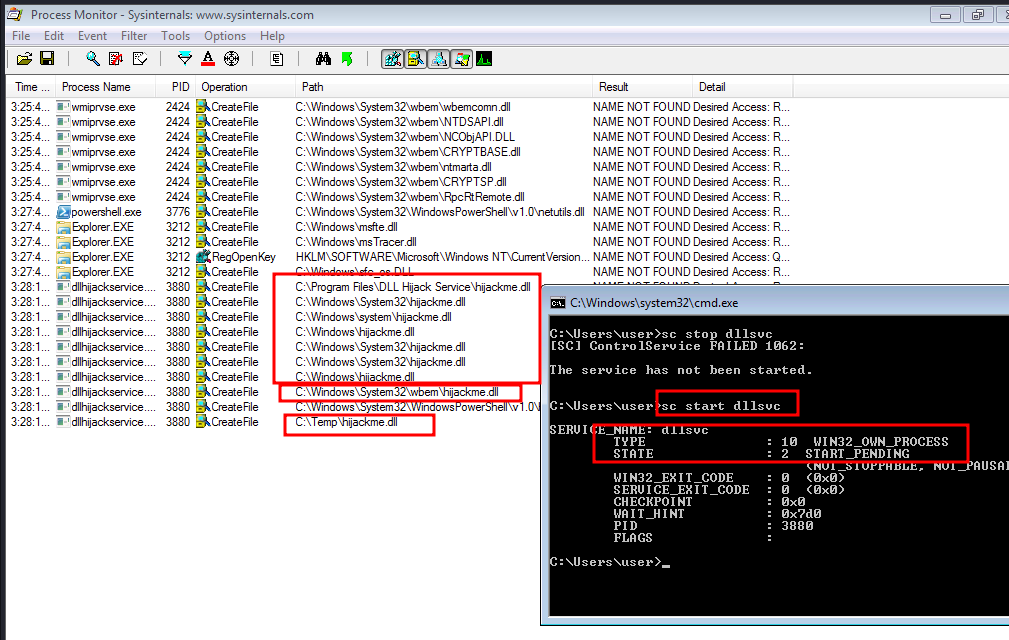 Process Monitor - Sysinternals: www.sysinternals.com
File Edit Event Filter Tools Options Help
Time ... Process Name PID Operation Path Result Detail
3:25:4... wmiprvse.exe 2424 CreateFile C:\Windows\System32\wbem\wbemcomn.dll NAME NOT FOUND Desired Access: R...
3:25:4... wmiprvse.exe 2424 CreateFile C:\Windows\System32\wbem\NTDSAPI.dll NAME NOT FOUND Desired Access: R...
3:25:4... wmiprvse.exe 2424 CreateFile C:\Windows\System32\wbem\NCObjAPI.DLL NAME NOT FOUND Desired Access: R...
3:25:4... wmiprvse.exe 2424 CreateFile C:\Windows\System32\wbem\CRYPTBASE.dll NAME NOT FOUND Desired Access: R...
3:25:4... wmiprvse.exe 2424 CreateFile C:\Windows\System32\wbem\ntmarta.dll NAME NOT FOUND Desired Access: R...
3:25:4... wmiprvse.exe 2424 CreateFile C:\Windows\System32\wbem\CRYPTSP.dll NAME NOT FOUND Desired Access: R...
3:25:4... wmiprvse.exe 2424 CreateFile C:\Windows\System32\wbem\RpcRtRemote.dll NAME NOT FOUND Desired Access: R...
3:27:4... powershell.exe 3776 CreateFile C:\Windows\System32\WindowsPowerShell\v1.0\netutils.dll NAME NOT FOUND Desired Access: R...
3:27:4... Explorer.EXE 3212 CreateFile C:\Windows\msfte.dll NAME NOT FOUND Desired Access: R...
3:27:4... Explorer.EXE 3212 CreateFile C:\Windows\msTracer.dll NAME NOT FOUND Desired Access: R...
3:27:4... Explorer.EXE 3212 RegOpenKey HKLM\SOFTWARE\Microsoft\Windows NT\CurrentVersion... NAME NOT FOUND Desired Access: Q...
3:27:4... Explorer.EXE 3212 CreateFile C:\Windows\sfc_os.DLL NAME NOT FOUND Desired Access: R...
3:28:1... dllhijackservice.... 3880 CreateFile C:\Program Files\DLL Hijack Service\hijackme.dll
3:28:1... dllhijackservice.... 3880 CreateFile C:\Windows\System32\hijackme.dll
3:28:1... dllhijackservice.... 3880 CreateFile C:\Windows\system\hijackme.dll
3:28:1... dllhijackservice.... 3880 CreateFile C:\Windows\hijackme.dll
3:28:1... dllhijackservice.... 3880 CreateFile C:\Windows\System32\hijackme.dll
3:28:1... dllhijackservice.... 3880 CreateFile C:\Windows\System32\hijackme.dll
3:28:1... dllhijackservice.... 3880 CreateFile C:\Windows\hijackme.dll
3:28:1... dllhijackservice.... 3880 CreateFile C:\Windows\System32\wbem\hijackme.dll
3:28:1... dllhijackservice.... 3880 CreateFile C:\Windows\System32\WindowsPowerShell\v1.0\
3:28:1... dllhijackservice.... 3880 CreateFile C:\Temp\hijackme.dll
C:\Windows\system32\cmd.exe
C:\Users\user>sc stop dllsvc
[SC] ControlService FAILED 1062:
The service has not been started.
C:\Users\user>sc start dllsvc
SERVICE_NAME: dllsvc
TYPE : 10 WIN32_OWN_PROCESS
STATE : 2 START_PENDING
(NOT_STOPPABLE, NOT_PAUSA
WIN32_EXIT_CODE : 0 (0x0)
SERVICE_EXIT_CODE : 0 (0x0)
CHECKPOINT : 0x0
WAIT_HINT : 0x7d0
PID : 3880
FLAGS :
C:\Users\user>_